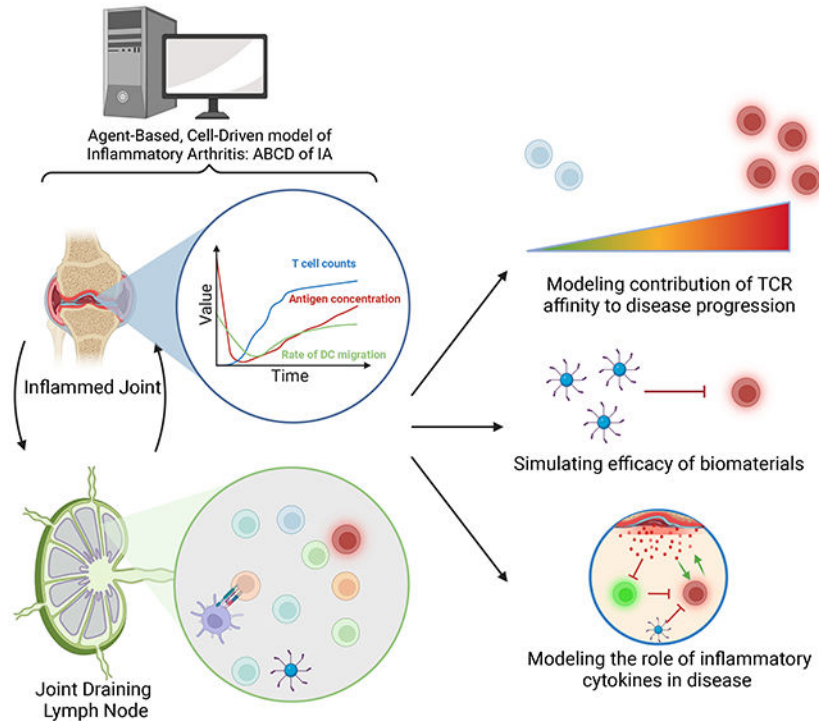 Agent-Based, Cell-Driven model of
Inflammatory Arthritis: ABCD of IA
T cell counts
Antigen concentration
Rate of DC migration
Value
Time
Inflammed Joint
Joint Draining
Lymph Node
Modeling contribution of TCR
affinity to disease progression
Simulating efficacy of biomaterials
Modeling the role of inflammatory
cytokines in disease